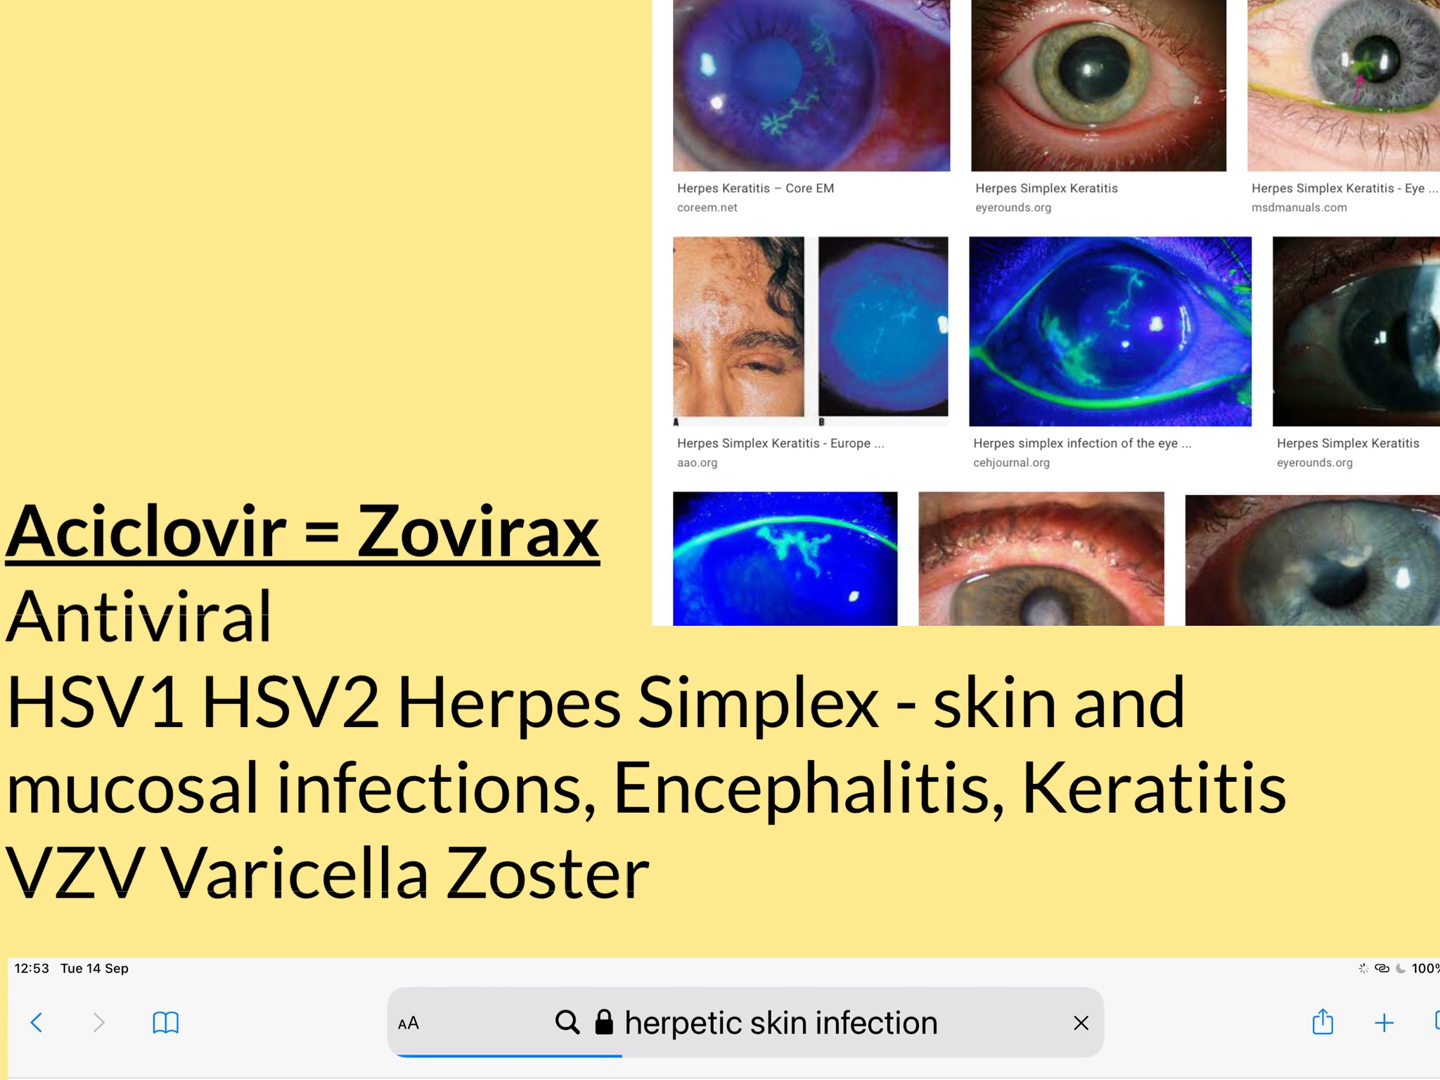 Herpes Keratitis – Core EM
coreem.net
Herpes Simplex Keratitis
eyerounds.org
Herpes Simplex Keratitis - Eye ...
msdmanuals.com
A
B
Herpes Simplex Keratitis - Europe ...
aao.org
Herpes simplex infection of the eye ...
cehjournal.org
Herpes Simplex Keratitis
eyerounds.org
Aciclovir = Zovirax
Antiviral
HSV1 HSV2 Herpes Simplex - skin and
mucosal infections, Encephalitis, Keratitis
VZV Varicella Zoster
12:53 Tue 14 Sep
100%
AA
herpetic skin infection